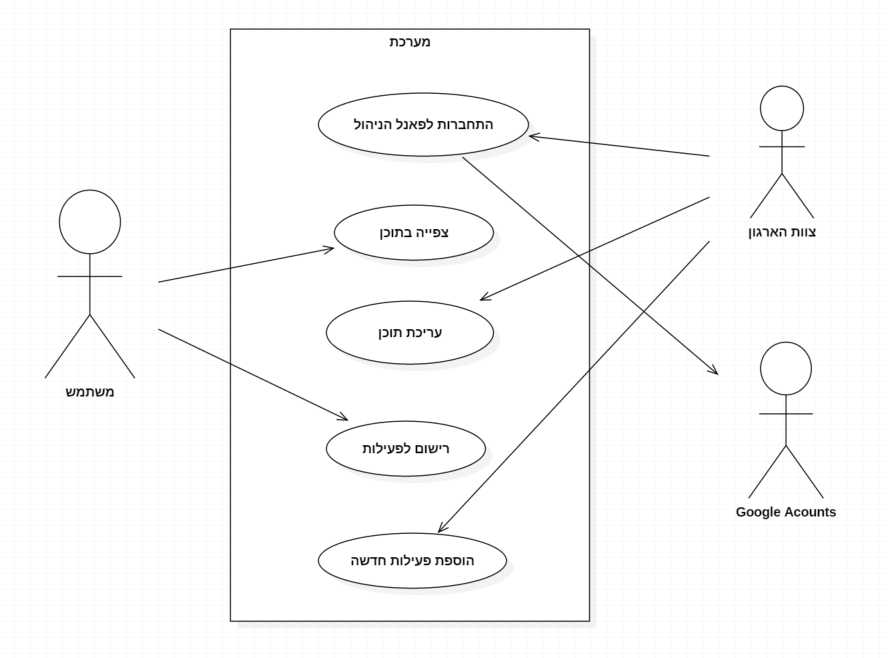 מערכת
התחברות לפאנל הניהול
צפייה בתוכן
צוות הארגון
עריכת תוכן
משתמש
רישום לפעילות
Google Acounts
הוספת פעילות חדשה